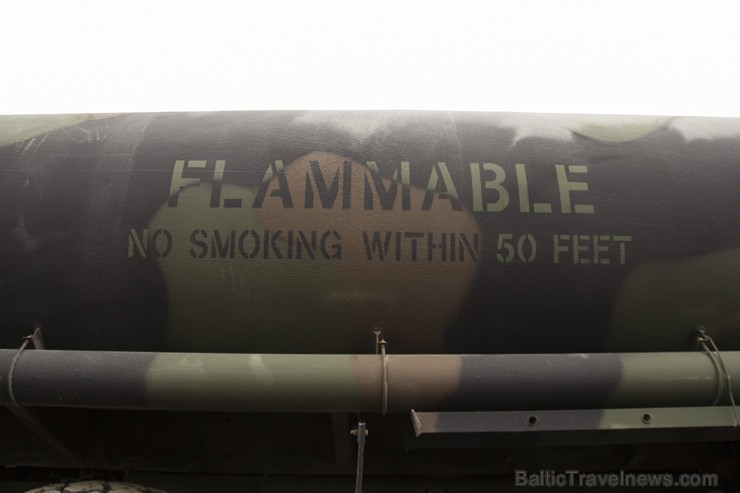 FLAMMABLE
NO SMOKING WITHIN 50 FEET
BalticTravelnews.com